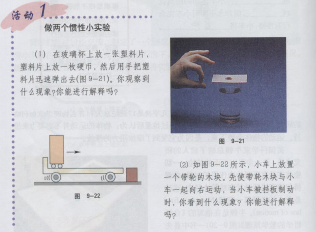 活动 1
做两个惯性小实验
(1) 在玻璃杯上放一张塑料片,
塑料片上放一枚硬币, 然后用手把塑
料片迅速弹出去(图9-21)。你观察到
什么现象?你能进行解释吗?
图 9-21
图 9-22
(2) 如图9-22所示, 小车上放置
一个带轮的木块, 先使带轮木块与小
车一起向右运动, 当小车被挡板制动
时, 你看到什么现象? 你能进行解释
吗?